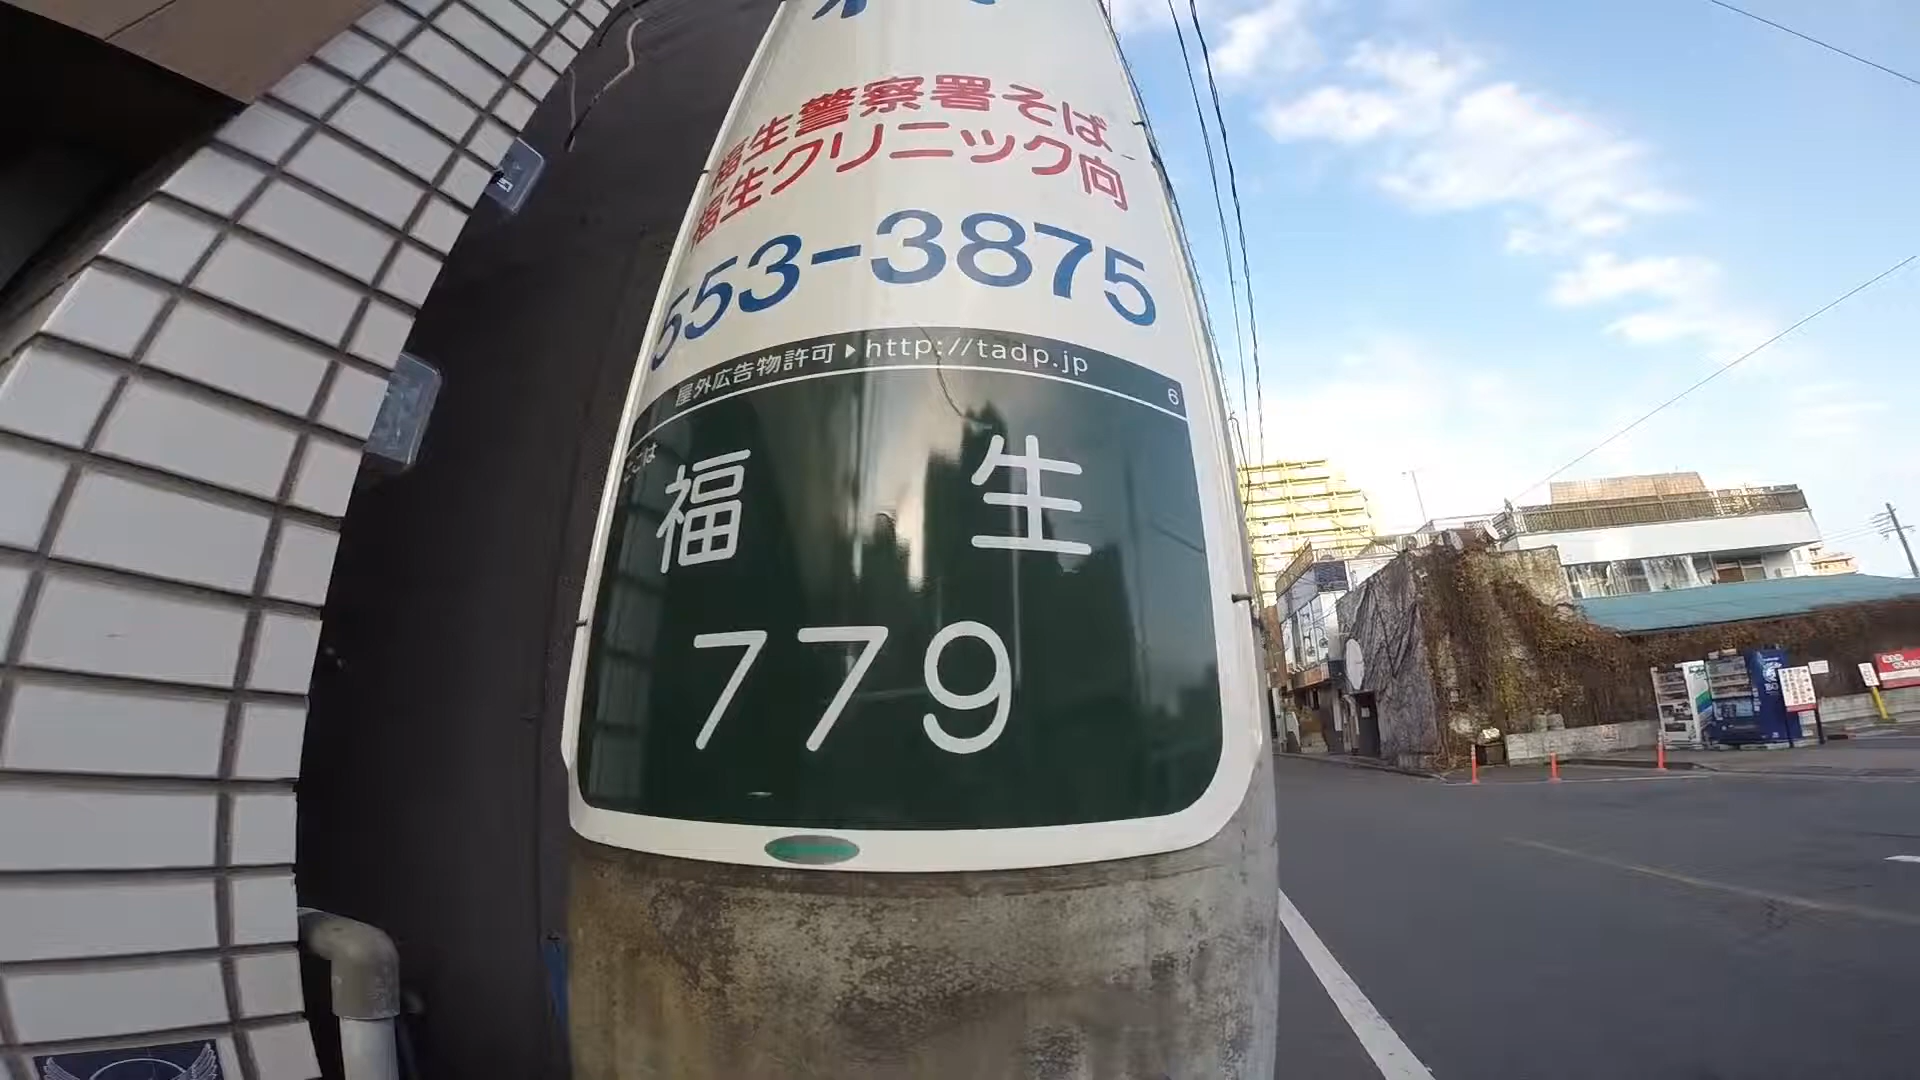 福生警察署そば
福生クリニック向
553-3875
屋外広告物許可▶http://tadp.jp
6
ここは
福生
779